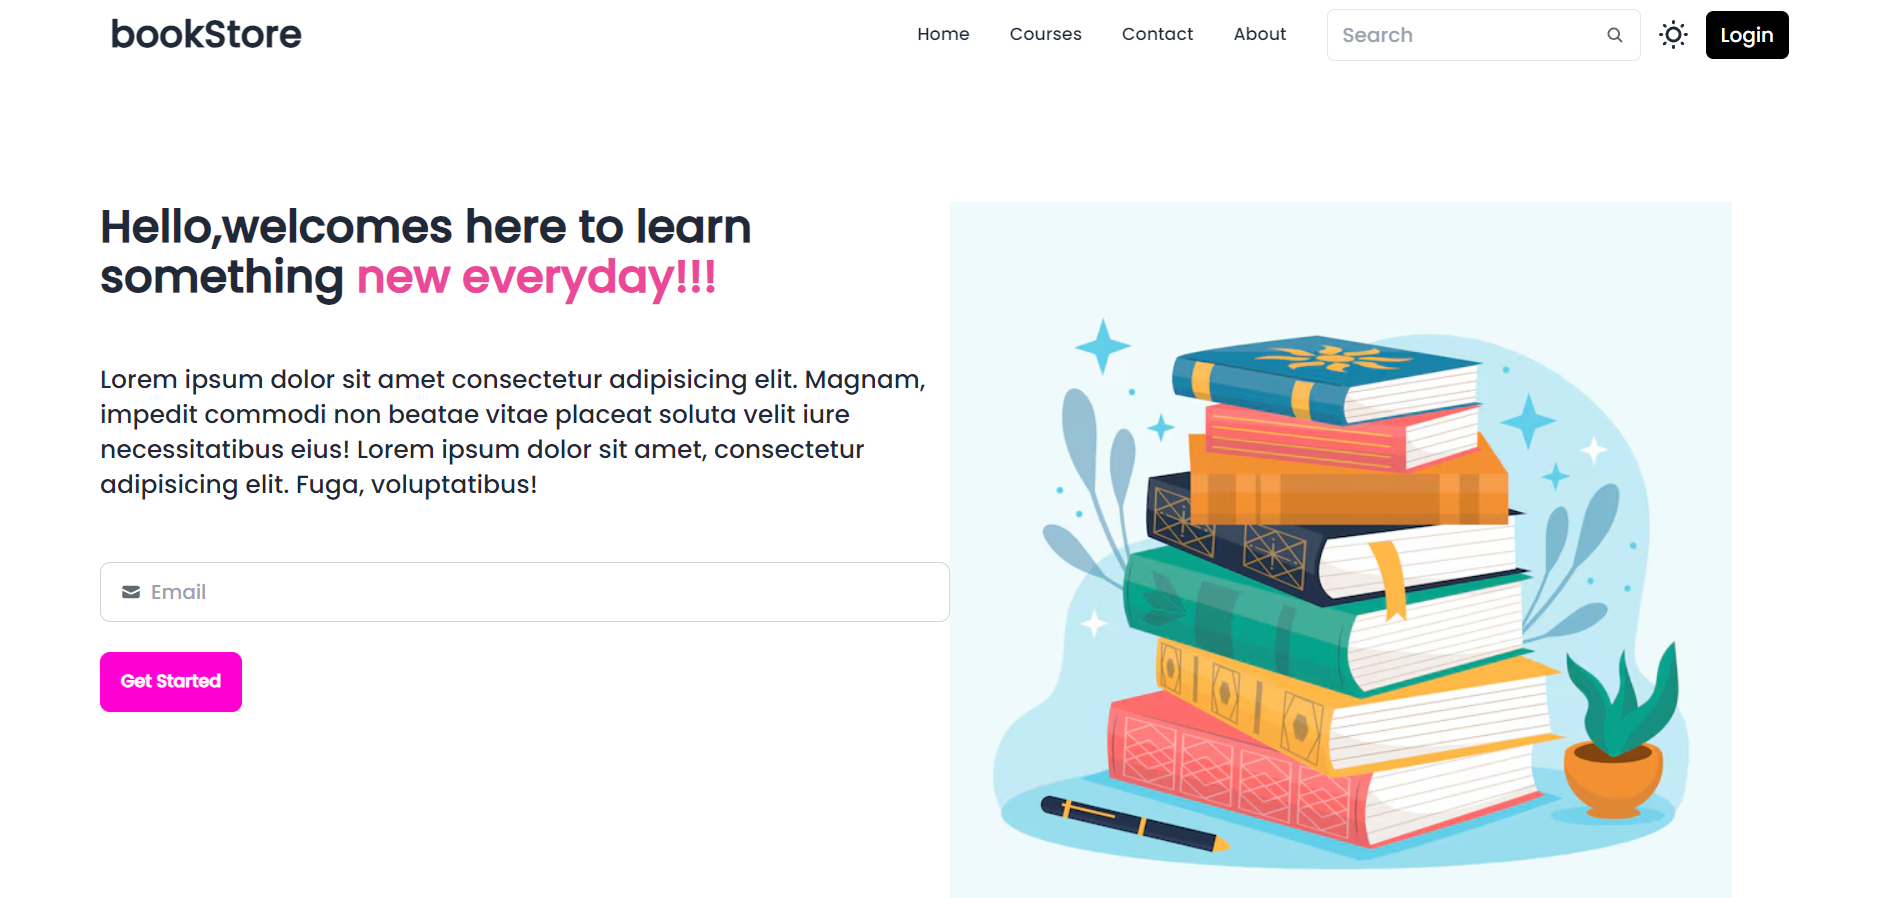 bookStore
Home
Courses
Contact
About
Search
Login
Hello,welcomes here to learn
something new everyday!!!
Lorem ipsum dolor sit amet consectetur adipisicing elit. Magnam,
impedit commodi non beatae vitae placeat soluta velit iure
necessitatibus eius! Lorem ipsum dolor sit amet, consectetur
adipisicing elit. Fuga, voluptatibus!
Email
Get Started